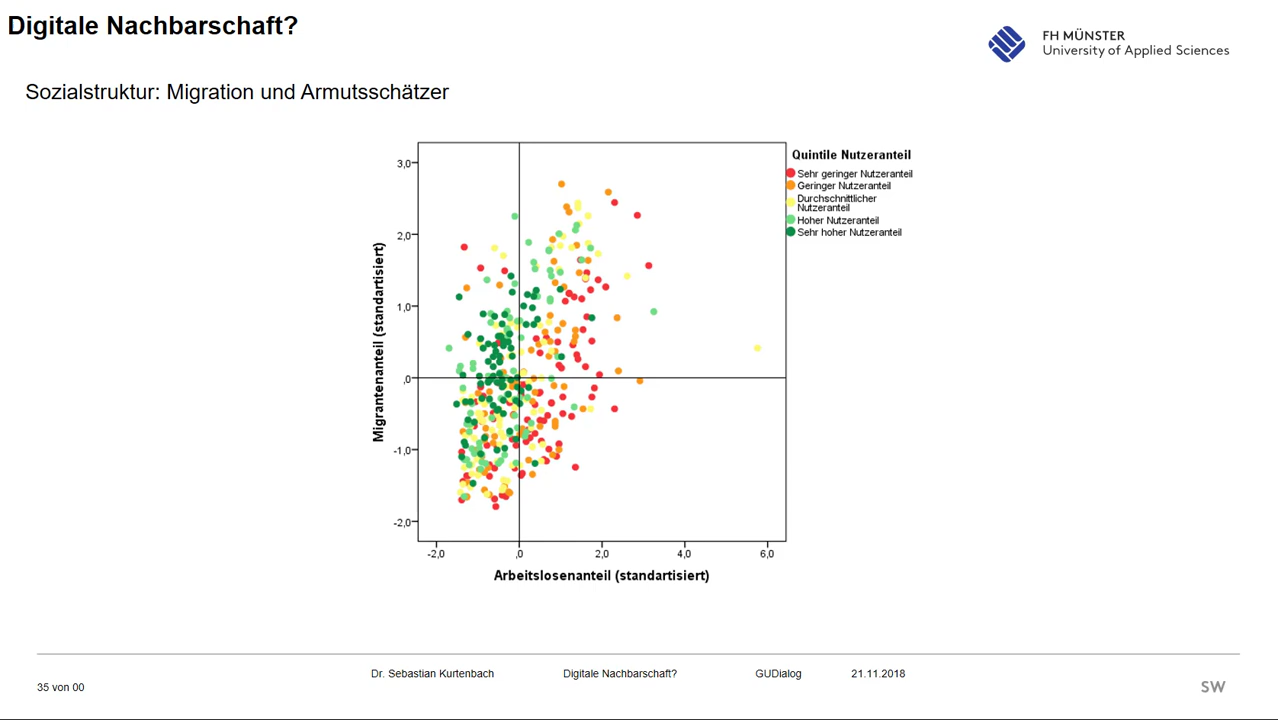 Digitale Nachbarschaft?
FH MÜNSTER
University of Applied Sciences
Sozialstruktur: Migration und Armutsschätzer
Quintile Nutzeranteil
Sehr geringer Nutzeranteil
Geringer Nutzeranteil
Durchschnittlicher
Nutzeranteil
Hoher Nutzeranteil
Sehr hoher Nutzeranteil
3,0
2,0
1,0
,0
-1,0
-2,0
Migrantenanteil (standartisiert)
-2,0 ,0 2,0 4,0 6,0
Arbeitslosenanteil (standartisiert)
Dr. Sebastian Kurtenbach Digitale Nachbarschaft? GUDialog 21.11.2018
35 von 00
SW